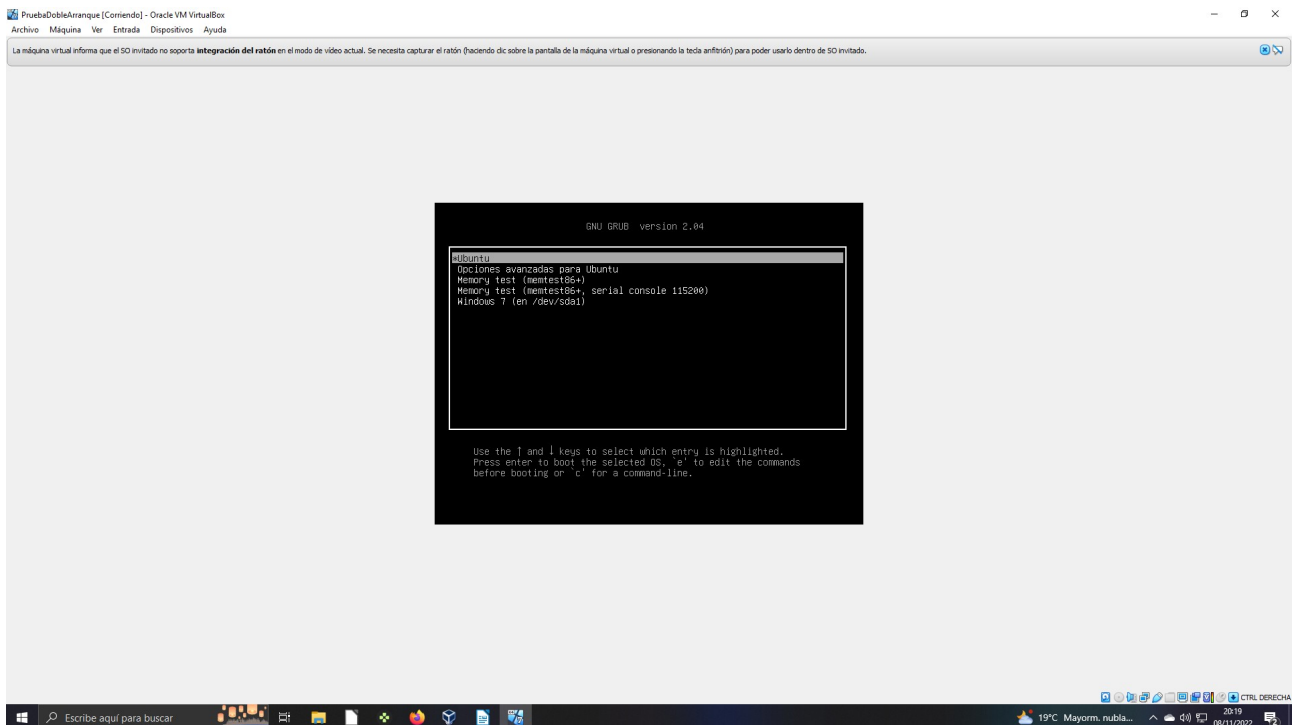 PruebaDobleArranque [Corriendo] - Oracle VM VirtualBox
Archivo Máquina Ver Entrada Dispositivos Ayuda
La máquina virtual informa que el SO invitado no soporta integración del ratón en el modo de vídeo actual. Se necesita capturar el ratón (haciendo clic sobre la pantalla de la máquina virtual o presionando la tecla anfitrión) para poder usarlo dentro de SO invitado.
GNU GRUB version 2.04
*Ubuntu
Opciones avanzadas para Ubuntu
Memory test (memtest86+)
Memory test (memtest86+, serial console 115200)
Windows 7 (en /dev/sda1)
Use the ↑ and ↓ keys to select which entry is highlighted.
Press enter to boot the selected OS, `e' to edit the commands
before booting or `c' for a command-line.
CTRL DERECHA
Escribe aquí para buscar
19°C Mayorm. nubla...
20:19
08/11/2022
2